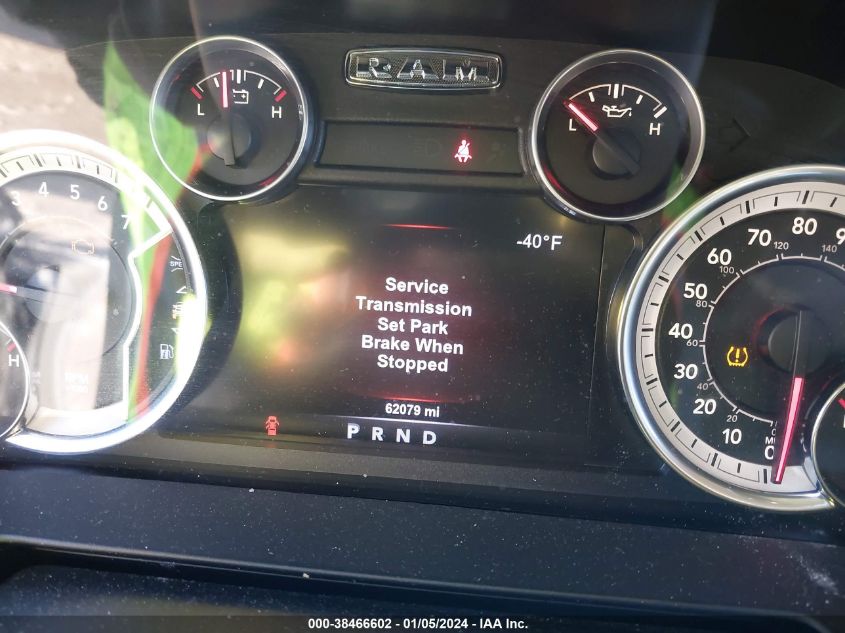 RAM
L H
L H
3 4 5 6 7
-40°F
Service
Transmission
Set Park
Brake When
Stopped
62079 mi
P R N D
H
RPM
0 10 20 30 40 50 60 70 80 9
20 40 60 80 100 120 140
000-38466602 - 01/05/2024 - IAA Inc.